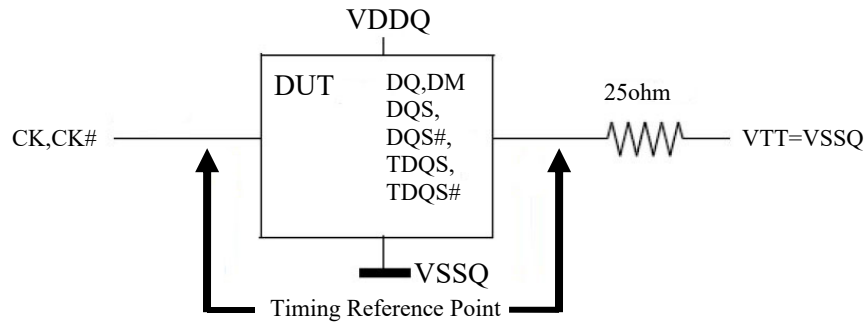 VDDQ
DUT
DQ,DM
DQS,
DQS#,
TDQS,
TDQS#
25ohm
CK,CK#
VTT=VSSQ
VSSQ
Timing Reference Point